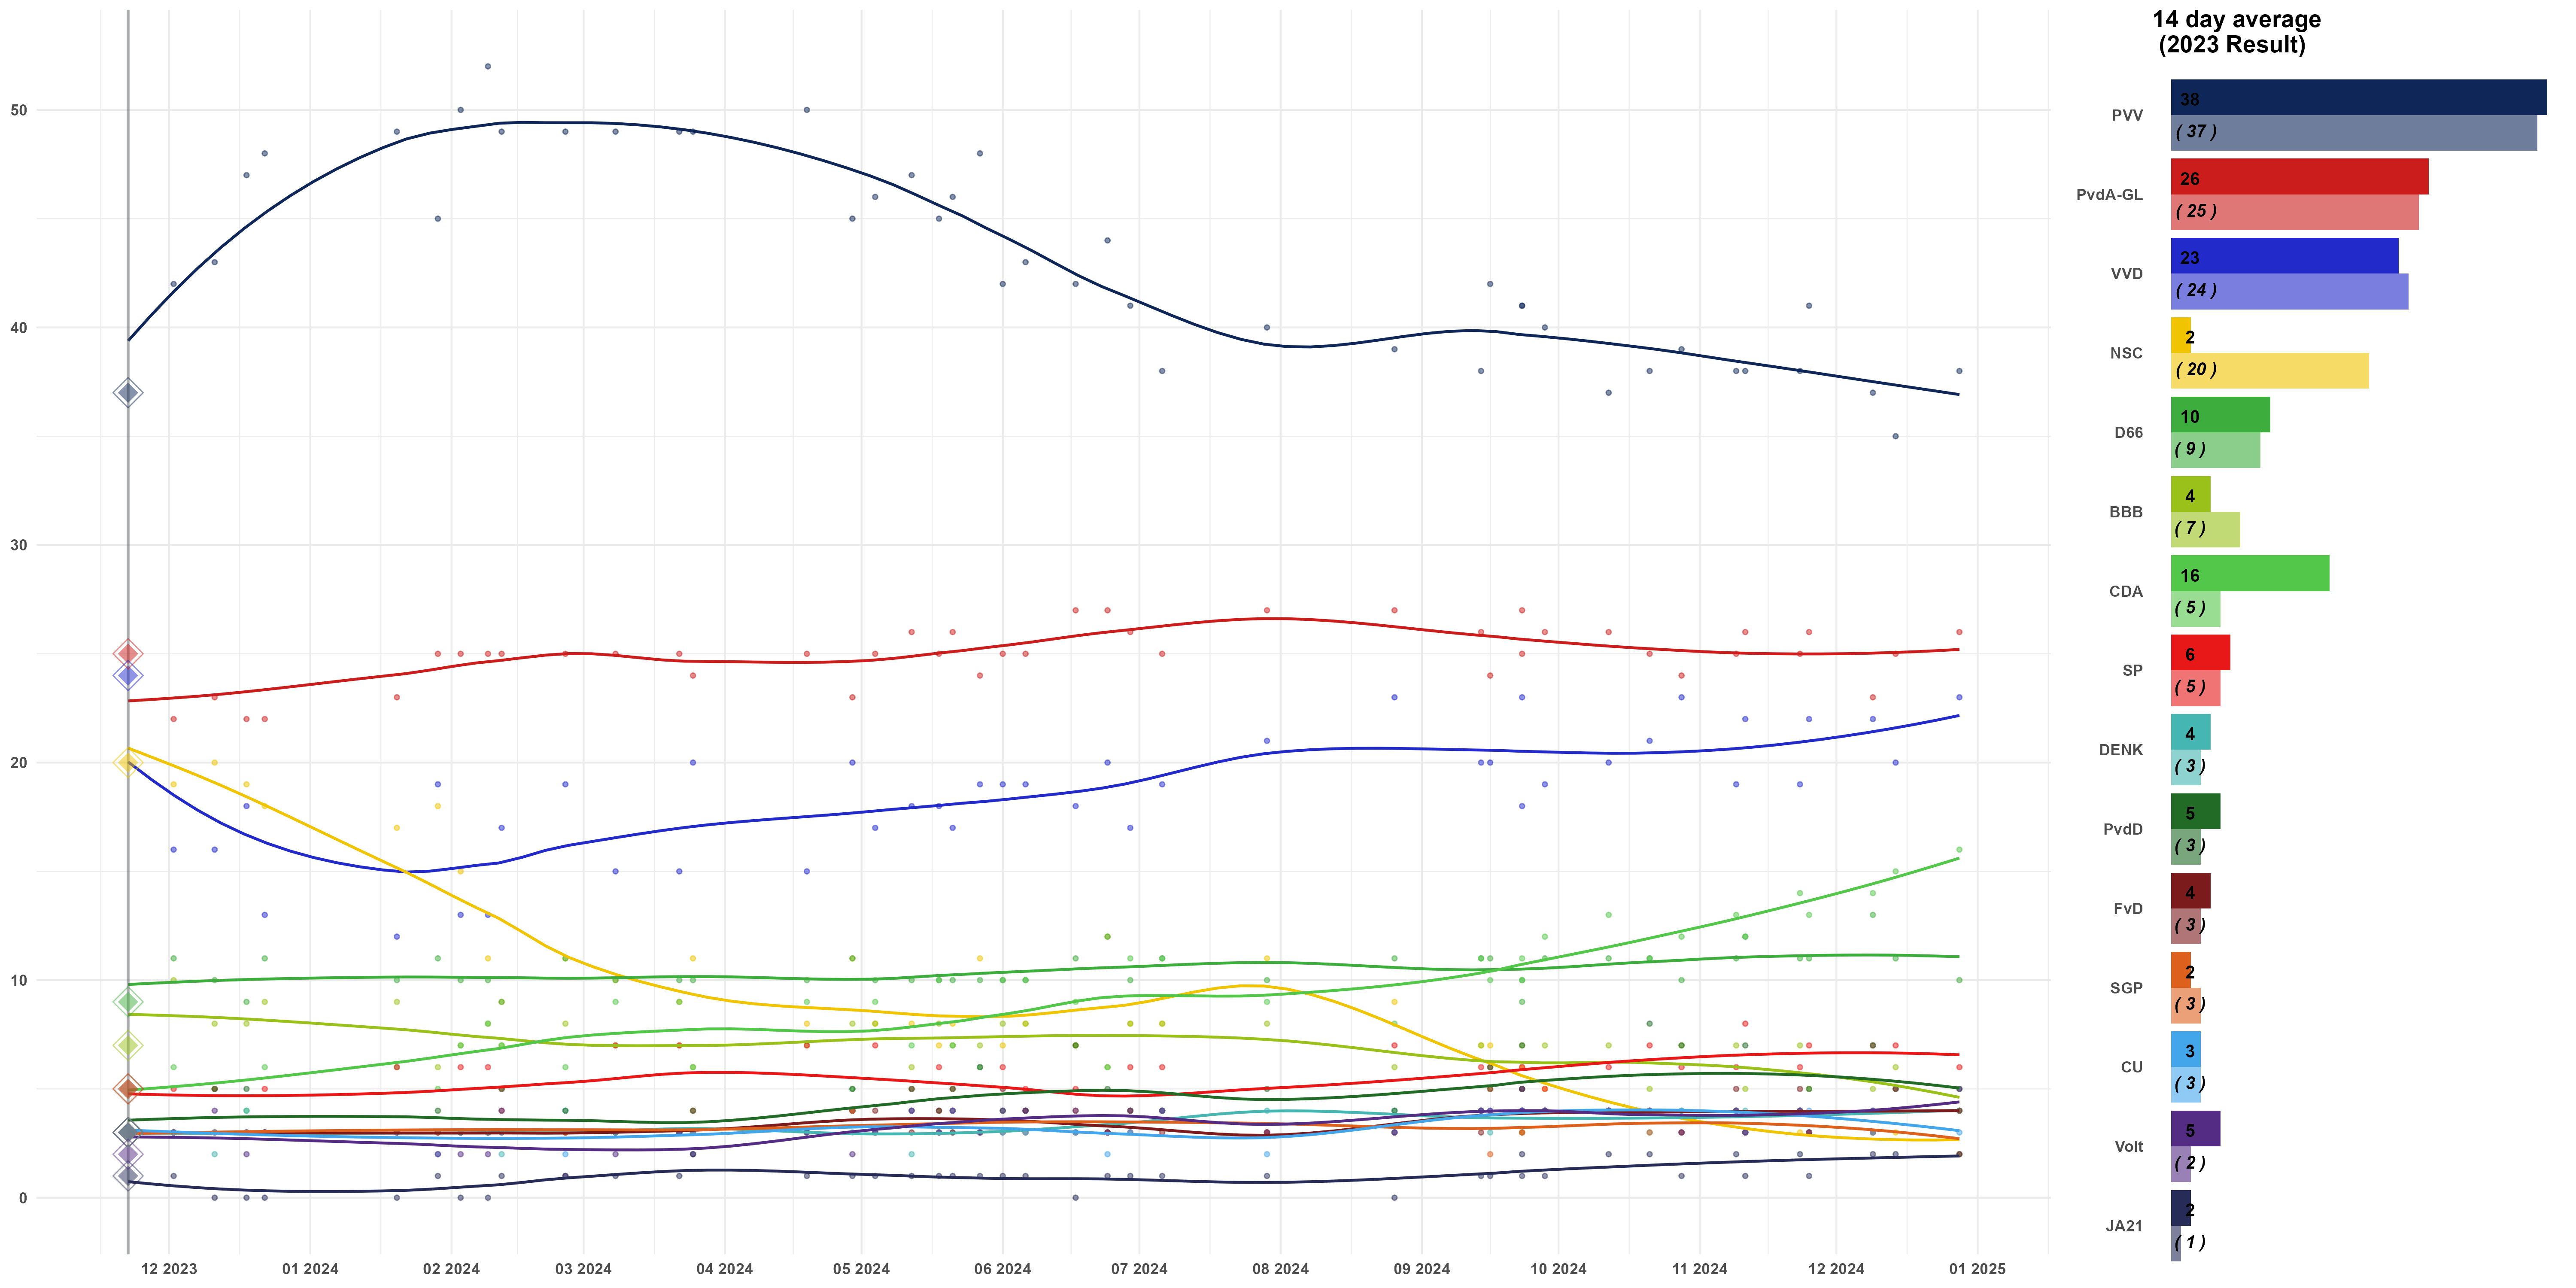 14 day average
(2023 Result)
50
40
30
20
10
0
12 2023
01 2024
02 2024
03 2024
04 2024
05 2024
06 2024
07 2024
08 2024
09 2024
10 2024
11 2024
12 2024
01 2025
PVV
38
( 37 )
PvdA-GL
26
( 25 )
VVD
23
( 24 )
NSC
2
( 20 )
D66
10
( 9 )
BBB
4
( 7 )
CDA
16
( 5 )
SP
6
( 5 )
DENK
4
( 3 )
PvdD
5
( 3 )
FvD
4
( 3 )
SGP
2
( 3 )
CU
3
( 3 )
Volt
5
( 2 )
JA21
2
( 1 )